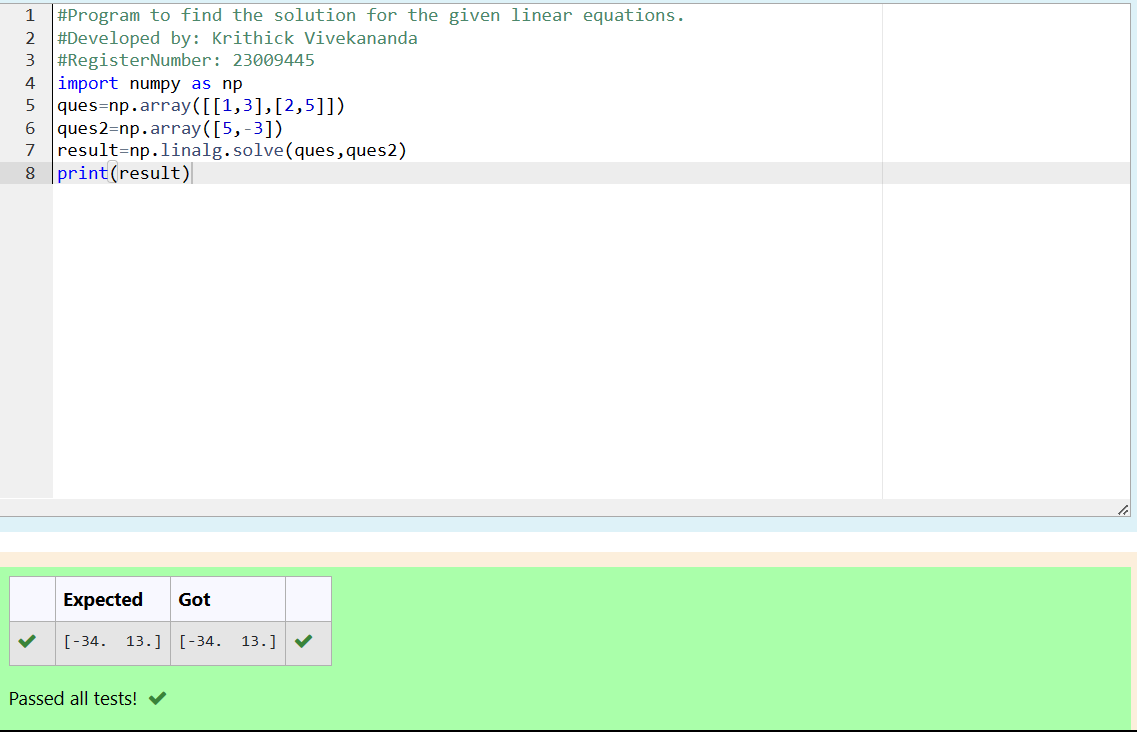 1 #Program to find the solution for the given linear equations.
2 #Developed by: Krithick Vivekananda
3 #RegisterNumber: 23009445
4 import numpy as np
5 ques=np.array([[1,3],[2,5]])
6 ques2=np.array([5,-3])
7 result=np.linalg.solve(ques,ques2)
8 print(result)
Expected Got
[-34.  13.] [-34.  13.]
Passed all tests!